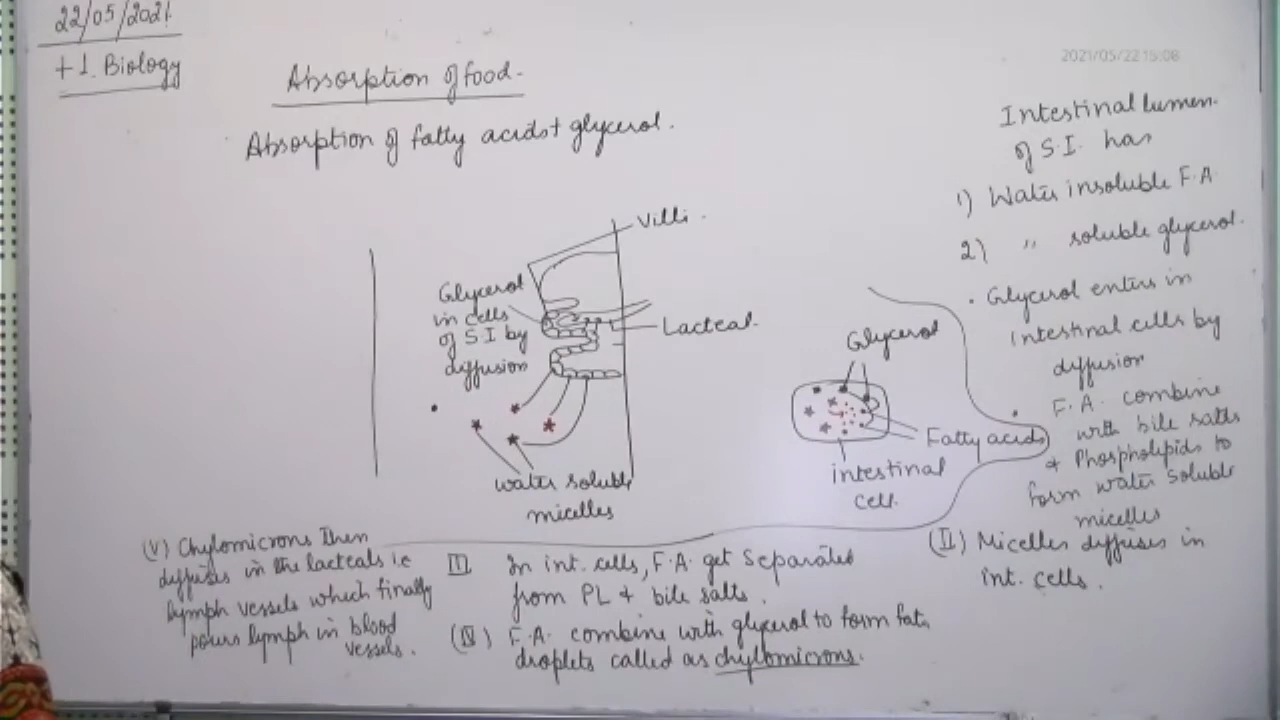 22/05/2021
+1 Biology
2021/05/22 15:08
Absorption of food.
Absorption of fatty acids + glycerol.
Villi.
Glycerol
in cells
of S I by
diffusion
Lacteal.
water soluble
micelles
Glycerol
Fatty acids
intestinal
cell.
Intestinal lumen
of S.I. has
1) Water insoluble F.A
2) " soluble glycerol.
. Glycerol enters in
intestinal cells by
diffusion
. F.A. combine
with bile salts
+ Phospholipids to
form water soluble
micelles
(II) Micelles diffuses in
int. cells.
III In int. cells, F.A. get separated
from PL + bile salts.
(IV) F.A. combine with glycerol to form fat
droplets called as chylomicrons.
(V) Chylomicrons then
diffuses in the lacteals i.e
lymph vessels which finally
pours lymph in blood
vessels.